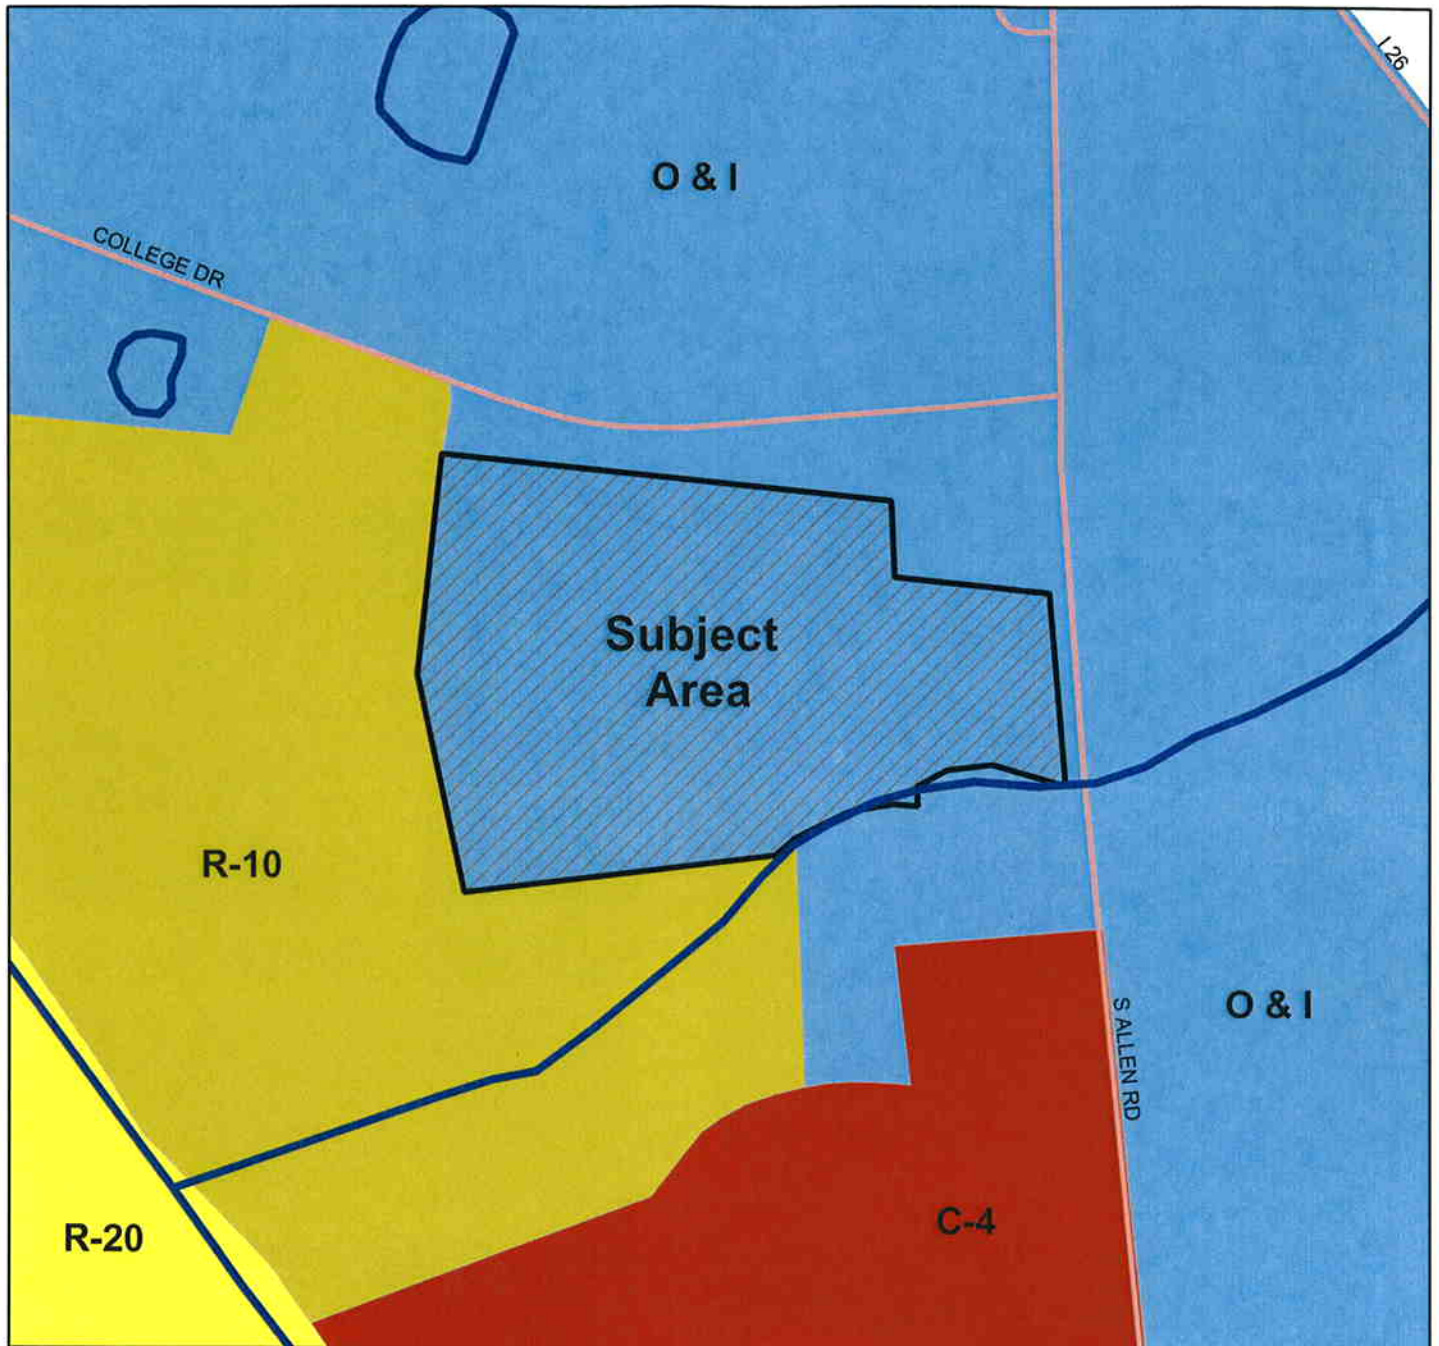 I 26
O & I
COLLEGE DR
Subject
Area
R-10
O & I
S ALLEN RD
C-4
R-20